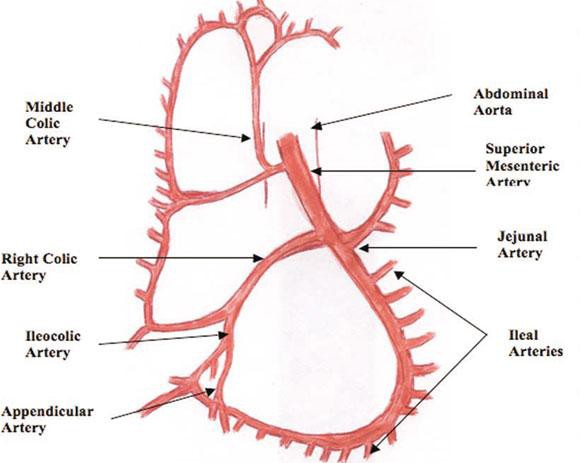 Middle
Colic
Artery
Abdominal
Aorta
Superior
Mesenteric
Artery
Right Colic
Artery
Jejunal
Artery
Ileocolic
Artery
Ileal
Arteries
Appendicular
Artery